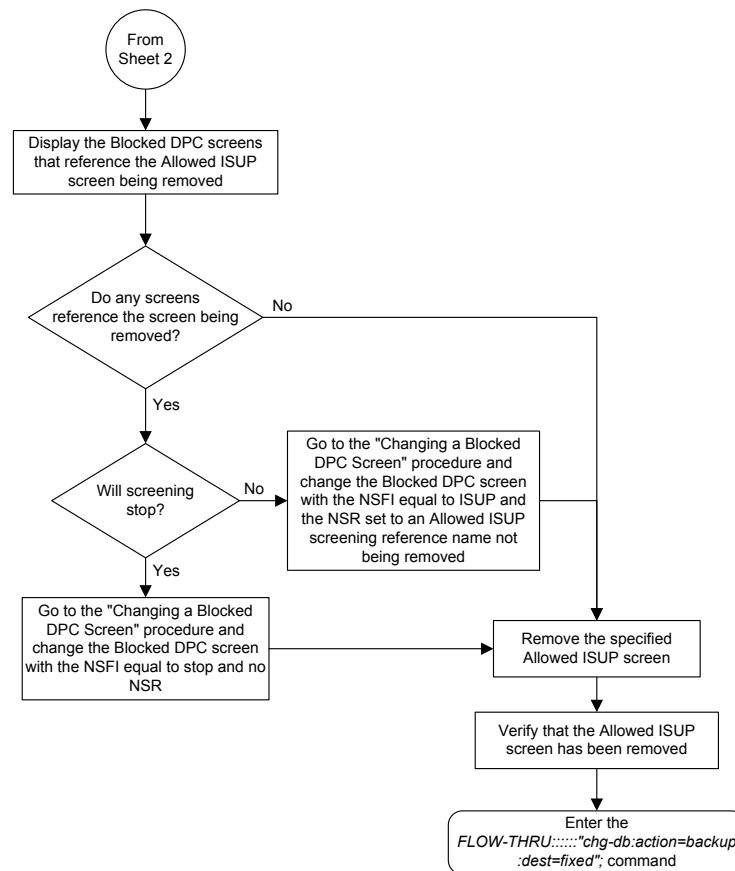 From
Sheet 2
Display the Blocked DPC screens
that reference the Allowed ISUP
screen being removed
Do any screens
reference the screen being
removed?
No
Yes
Will screening
stop?
No
Go to the "Changing a Blocked
DPC Screen" procedure and
change the Blocked DPC screen
with the NSFI equal to ISUP and
the NSR set to an Allowed ISUP
screening reference name not
being removed
Yes
Go to the "Changing a Blocked
DPC Screen" procedure and
change the Blocked DPC screen
with the NSFI equal to stop and no
NSR
Remove the specified
Allowed ISUP screen
Verify that the Allowed ISUP
screen has been removed
Enter the
FLOW-THRU::::::"chg-db:action=backup
:dest=fixed"; command